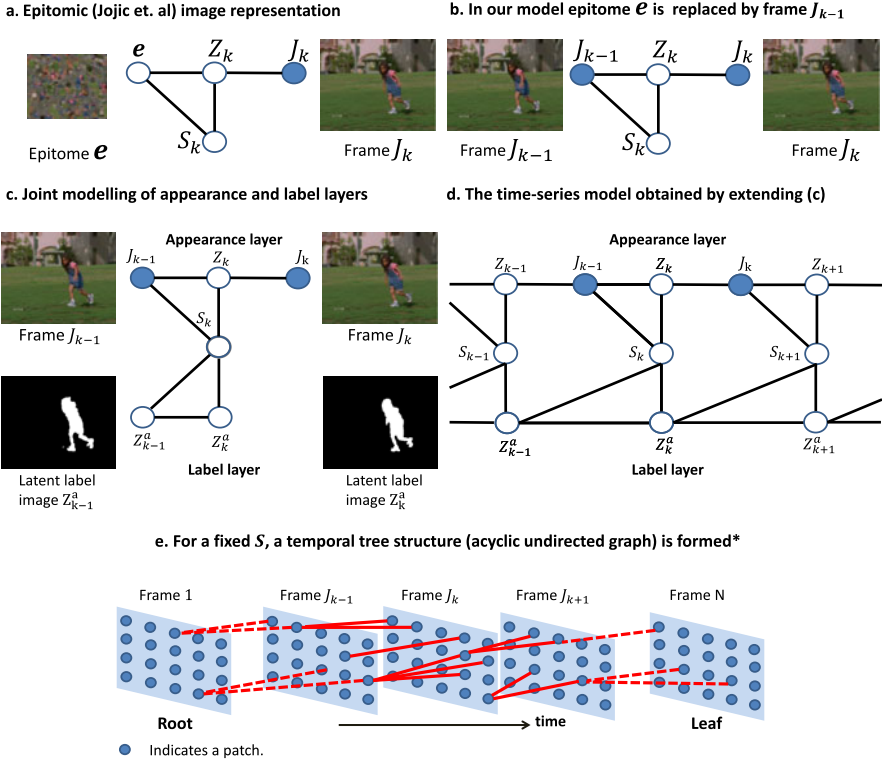 a. Epitomic (Jojic et. al) image representation
b. In our model epitome e is replaced by frame J_{k−1}
e Z_k J_k
S_k
Epitome e
Frame J_k
J_{k−1} Z_k J_k
S_k
Frame J_{k−1}
Frame J_k
c. Joint modelling of appearance and label layers
d. The time-series model obtained by extending (c)
Appearance layer
J_{k−1} Z_k J_k
S_k
Frame J_{k−1}
Frame J_k
Z^a_{k−1} Z^a_k
Label layer
Latent label
image Z^a_{k−1}
Latent label
image Z^a_k
Appearance layer
Z_{k−1} J_{k−1} Z_k J_k Z_{k+1}
S_{k−1} S_k S_{k+1}
Z^a_{k−1} Z^a_k Z^a_{k+1}
Label layer
e. For a fixed S, a temporal tree structure (acyclic undirected graph) is formed*
Frame 1 Frame J_{k−1} Frame J_k Frame J_{k+1} Frame N
Root time Leaf
Indicates a patch.